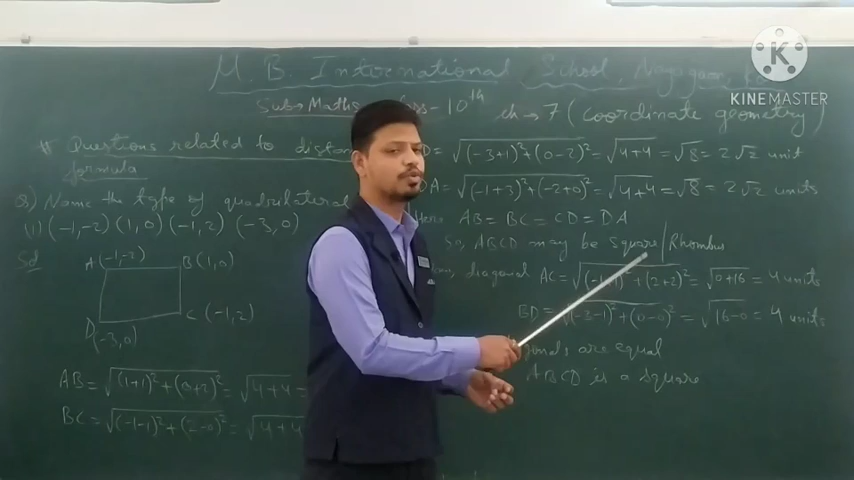 M. B. International School, Nagogaon,
Sub:- Maths Class - 10th ch → 7 (Coordinate geometry)
K
KINEMASTER
* Questions related to distance
formula
Q) Name the type of quadrilateral
(1) (-1,-2) (1, 0) (-1, 2) (-3, 0)
Sol
A (-1,-2) B (1, 0)
D C (-1, 2)
(-3, 0)
AB = √(1+1)² + (0+2)² = √4+4 =
BC = √(-1-1)² + (2-0)² = √4+4
D = √(-3+1)² + (0-2)² = √4+4 = √8 = 2√2 unit
DA = √(-1+3)² + (-2+0)² = √4+4 = √8 = 2√2 units
Here AB = BC = CD = DA
So, ABCD may be square/Rhombus
diagonal AC = √(-1+1)² + (2+2)² = √0+16 = 4 units
BD = √(-3-1)² + (0-0)² = √16-0 = 4 units
gonals are equal
ABCD is a square